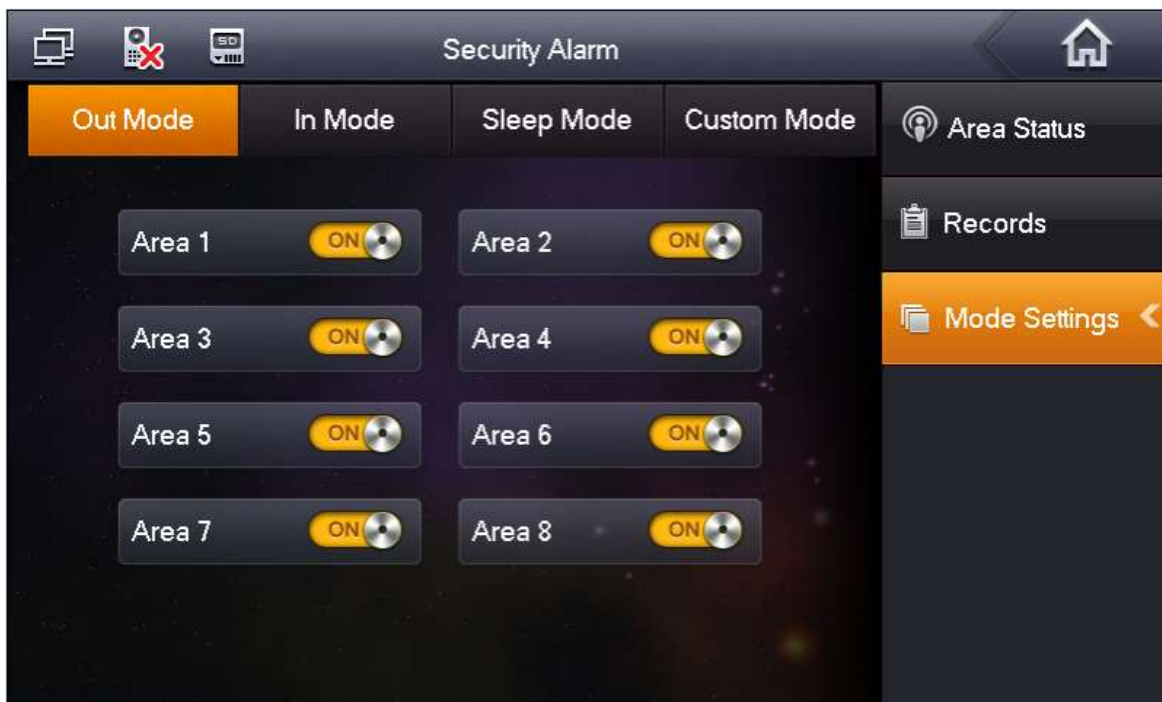 SD
Security Alarm
Out Mode
In Mode
Sleep Mode
Custom Mode
Area Status
Records
Mode Settings
Area 1 ON
Area 2 ON
Area 3 ON
Area 4 ON
Area 5 ON
Area 6 ON
Area 7 ON
Area 8 ON